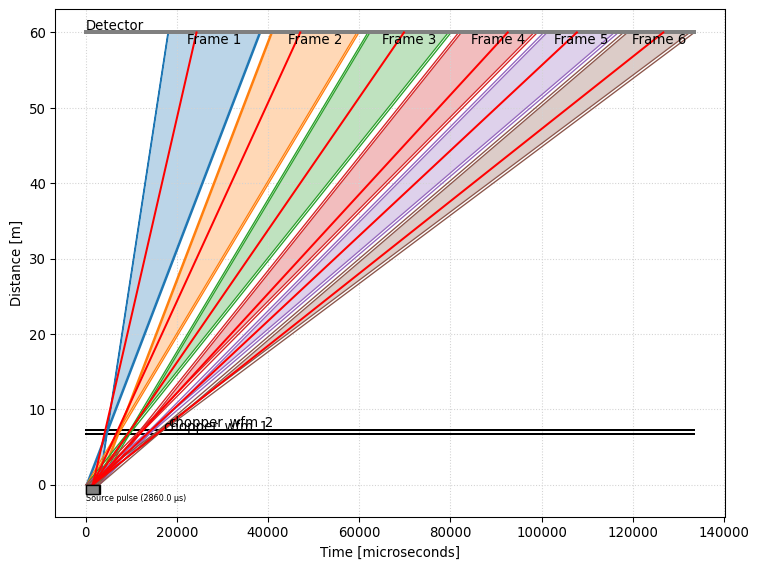 60
Detector
Frame 1
Frame 2
Frame 3
Frame 4
Frame 5
Frame 6
50
40
Distance [m]
30
20
10
chopper_wfm_2
chopper_wfm_1
0
Source pulse (2860.0 μs)
0
20000
40000
60000
80000
100000
120000
140000
Time [microseconds]